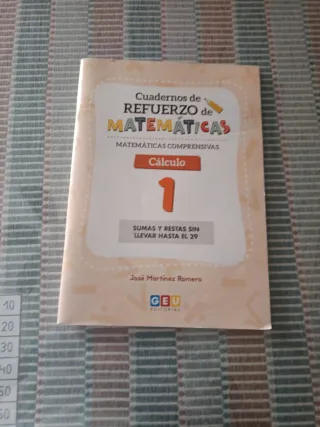 Cuadernos de
REFUERZO de
MATEMÁTICAS
MATEMÁTICAS COMPRENSIVAS
Cálculo
1
SUMAS Y RESTAS SIN
LLEVAR HASTA EL 29
José Martínez Romero
GEU
EDITORIAL
10
20
30
40
50
60